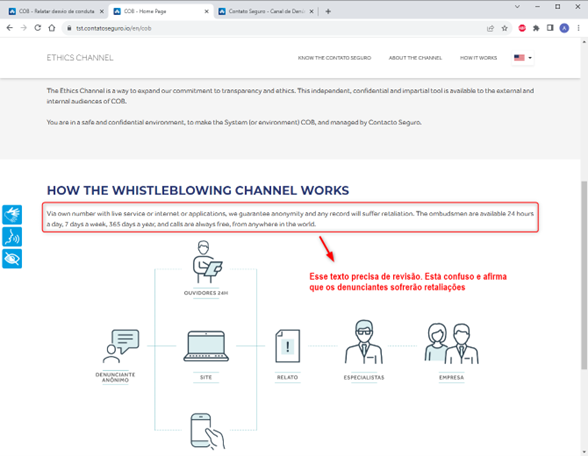 COB - Relatar desvio de conduta
COB - Home Page
Contato Seguro - Canal de Denú
tst.contatoseguro.io/en/cob
A
ETHICS CHANNEL
KNOW THE CONTATO SEGURO
ABOUT THE CHANNEL
HOW IT WORKS
The Ethics Channel is a way to expand our commitment to transparency and ethics. This independent, confidential and impartial tool is available to the external and
internal audiences of COB.
You are in a safe and confidential environment, to make the System (or environment) COB, and managed by Contacto Seguro.
HOW THE WHISTLEBLOWING CHANNEL WORKS
Via own number with live service or internet or applications, we guarantee anonymity and any record will suffer retaliation. The ombudsmen are available 24 hours
a day, 7 days a week, 365 days a year, and calls are always free, from anywhere in the world.
Esse texto precisa de revisão. Está confuso e afirma
que os denunciantes sofrerão retaliações
OUVIDORES 24H
DENUNCIANTE
ANÔNIMO
SITE
RELATO
ESPECIALISTAS
EMPRESA